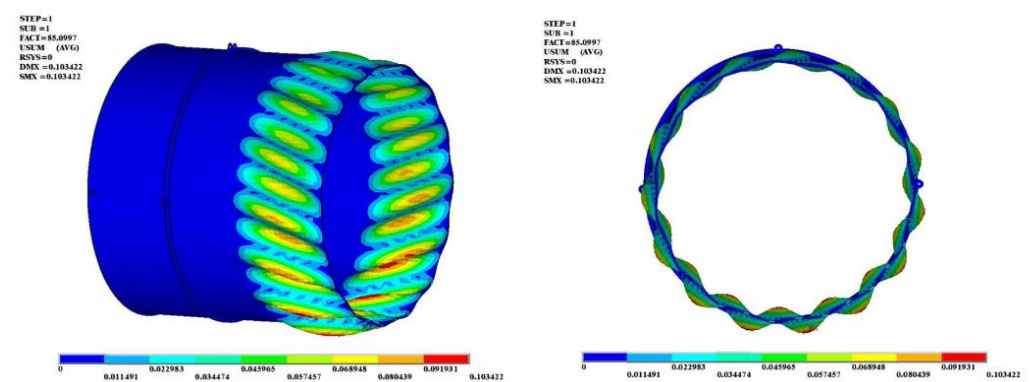 STEP=1
SUB =1
FACT=85.0997
USUM (AVG)
RSYS=0
DMX =0.103422
SMX =0.103422
0 0.022983 0.045965 0.068948 0.091931
0.011491 0.034474 0.057457 0.080439 0.103422
STEP=1
SUB =1
FACT=85.0997
USUM (AVG)
RSYS=0
DMX =0.103422
SMX =0.103422
0 0.022983 0.045965 0.068948 0.091931
0.011491 0.034474 0.057457 0.080439 0.103422